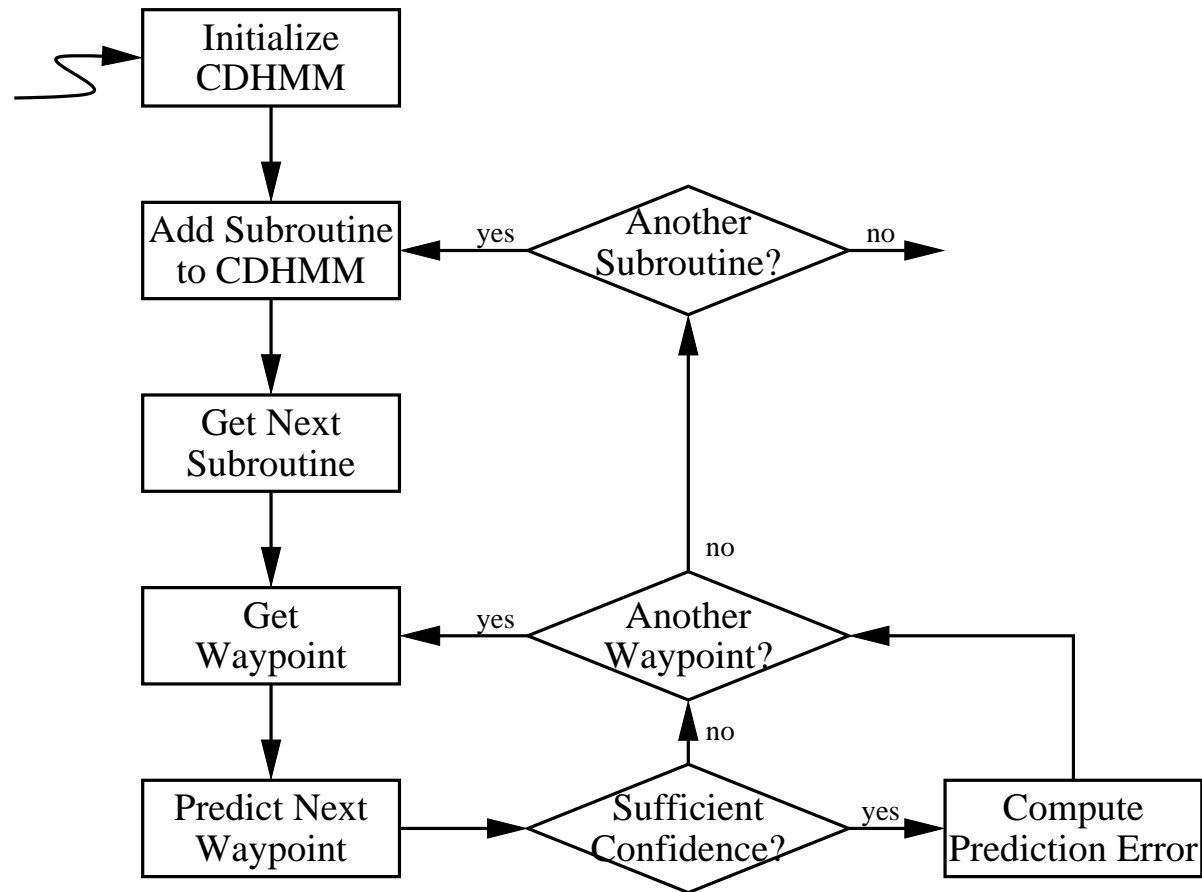 Initialize
CDHMM
Add Subroutine
to CDHMM
yes
Another
Subroutine?
no
Get Next
Subroutine
no
Get
Waypoint
yes
Another
Waypoint?
no
Predict Next
Waypoint
Sufficient
Confidence?
yes
Compute
Prediction Error